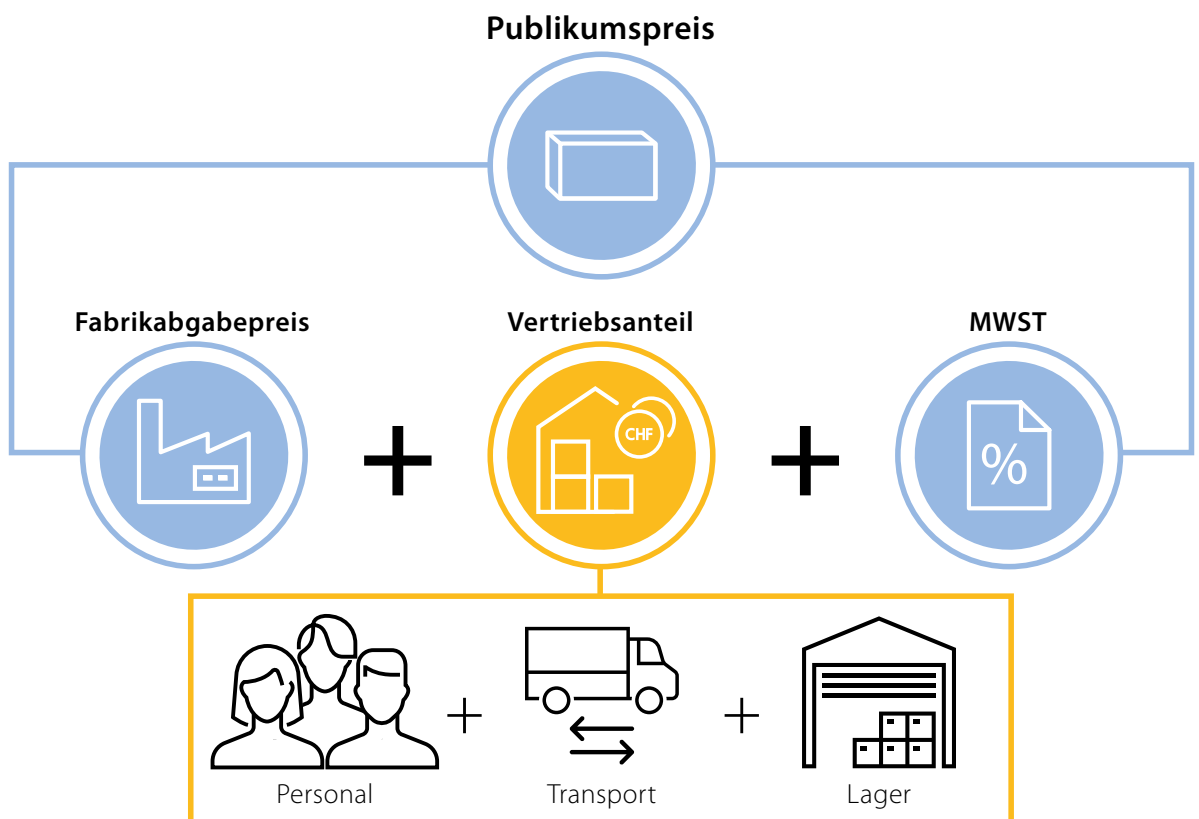 Publikumspreis
Fabrikabgabepreis
Vertriebsanteil
MWST
CHF
%
Personal
Transport
Lager